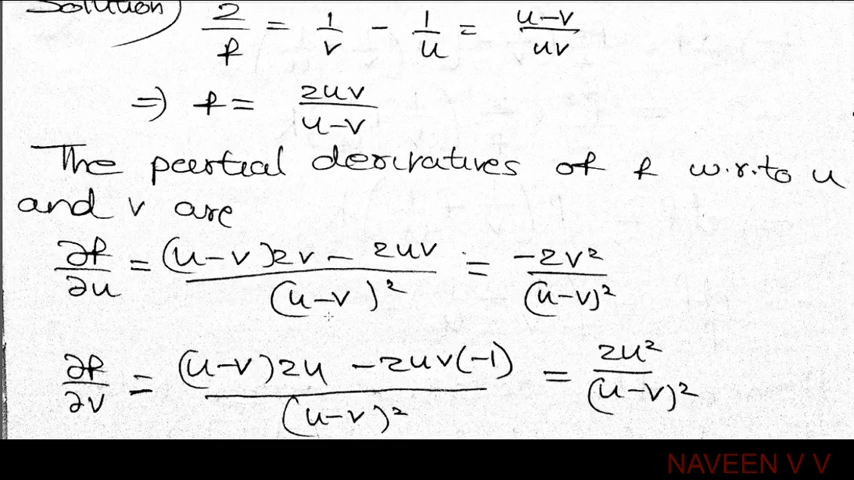 Solution) 2/f = 1/v - 1/u = u-v/uv
=> f = 2uv/u-v
The partial derivatives of f w.r.to u
and v are
∂f/∂u = (u-v)2v - 2uv/(u-v)² = -2v²/(u-v)²
∂f/∂v = (u-v)2u - 2uv(-1)/(u-v)² = 2u²/(u-v)²
NAVEEN V V